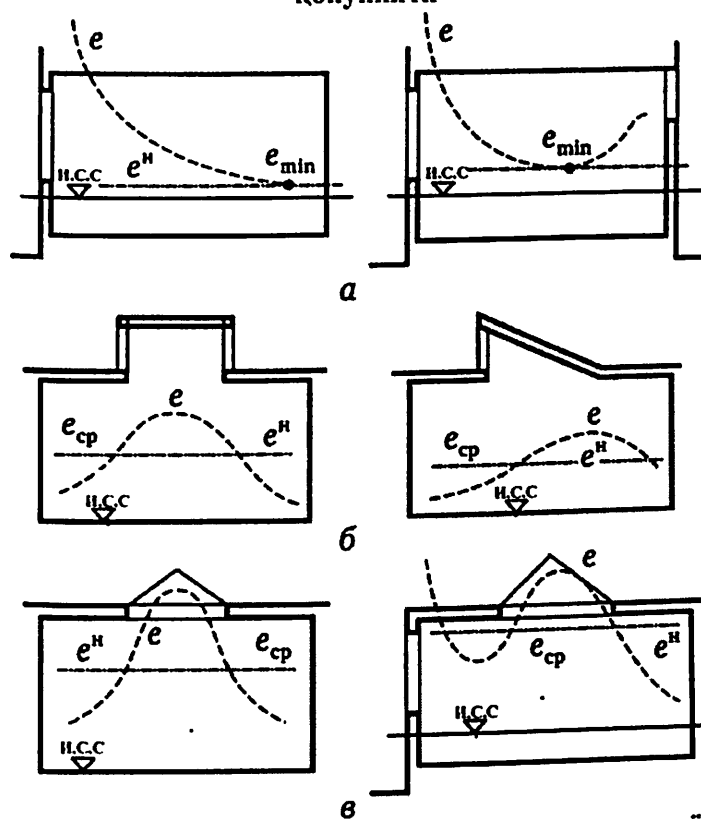 e e
e_min
e^н e_min
И.С.С И.С.С
а
e e
e_ср e^н e_ср e^н
И.С.С И.С.С
б
e
e^н e e_ср e_ср e^н
И.С.С И.С.С
в